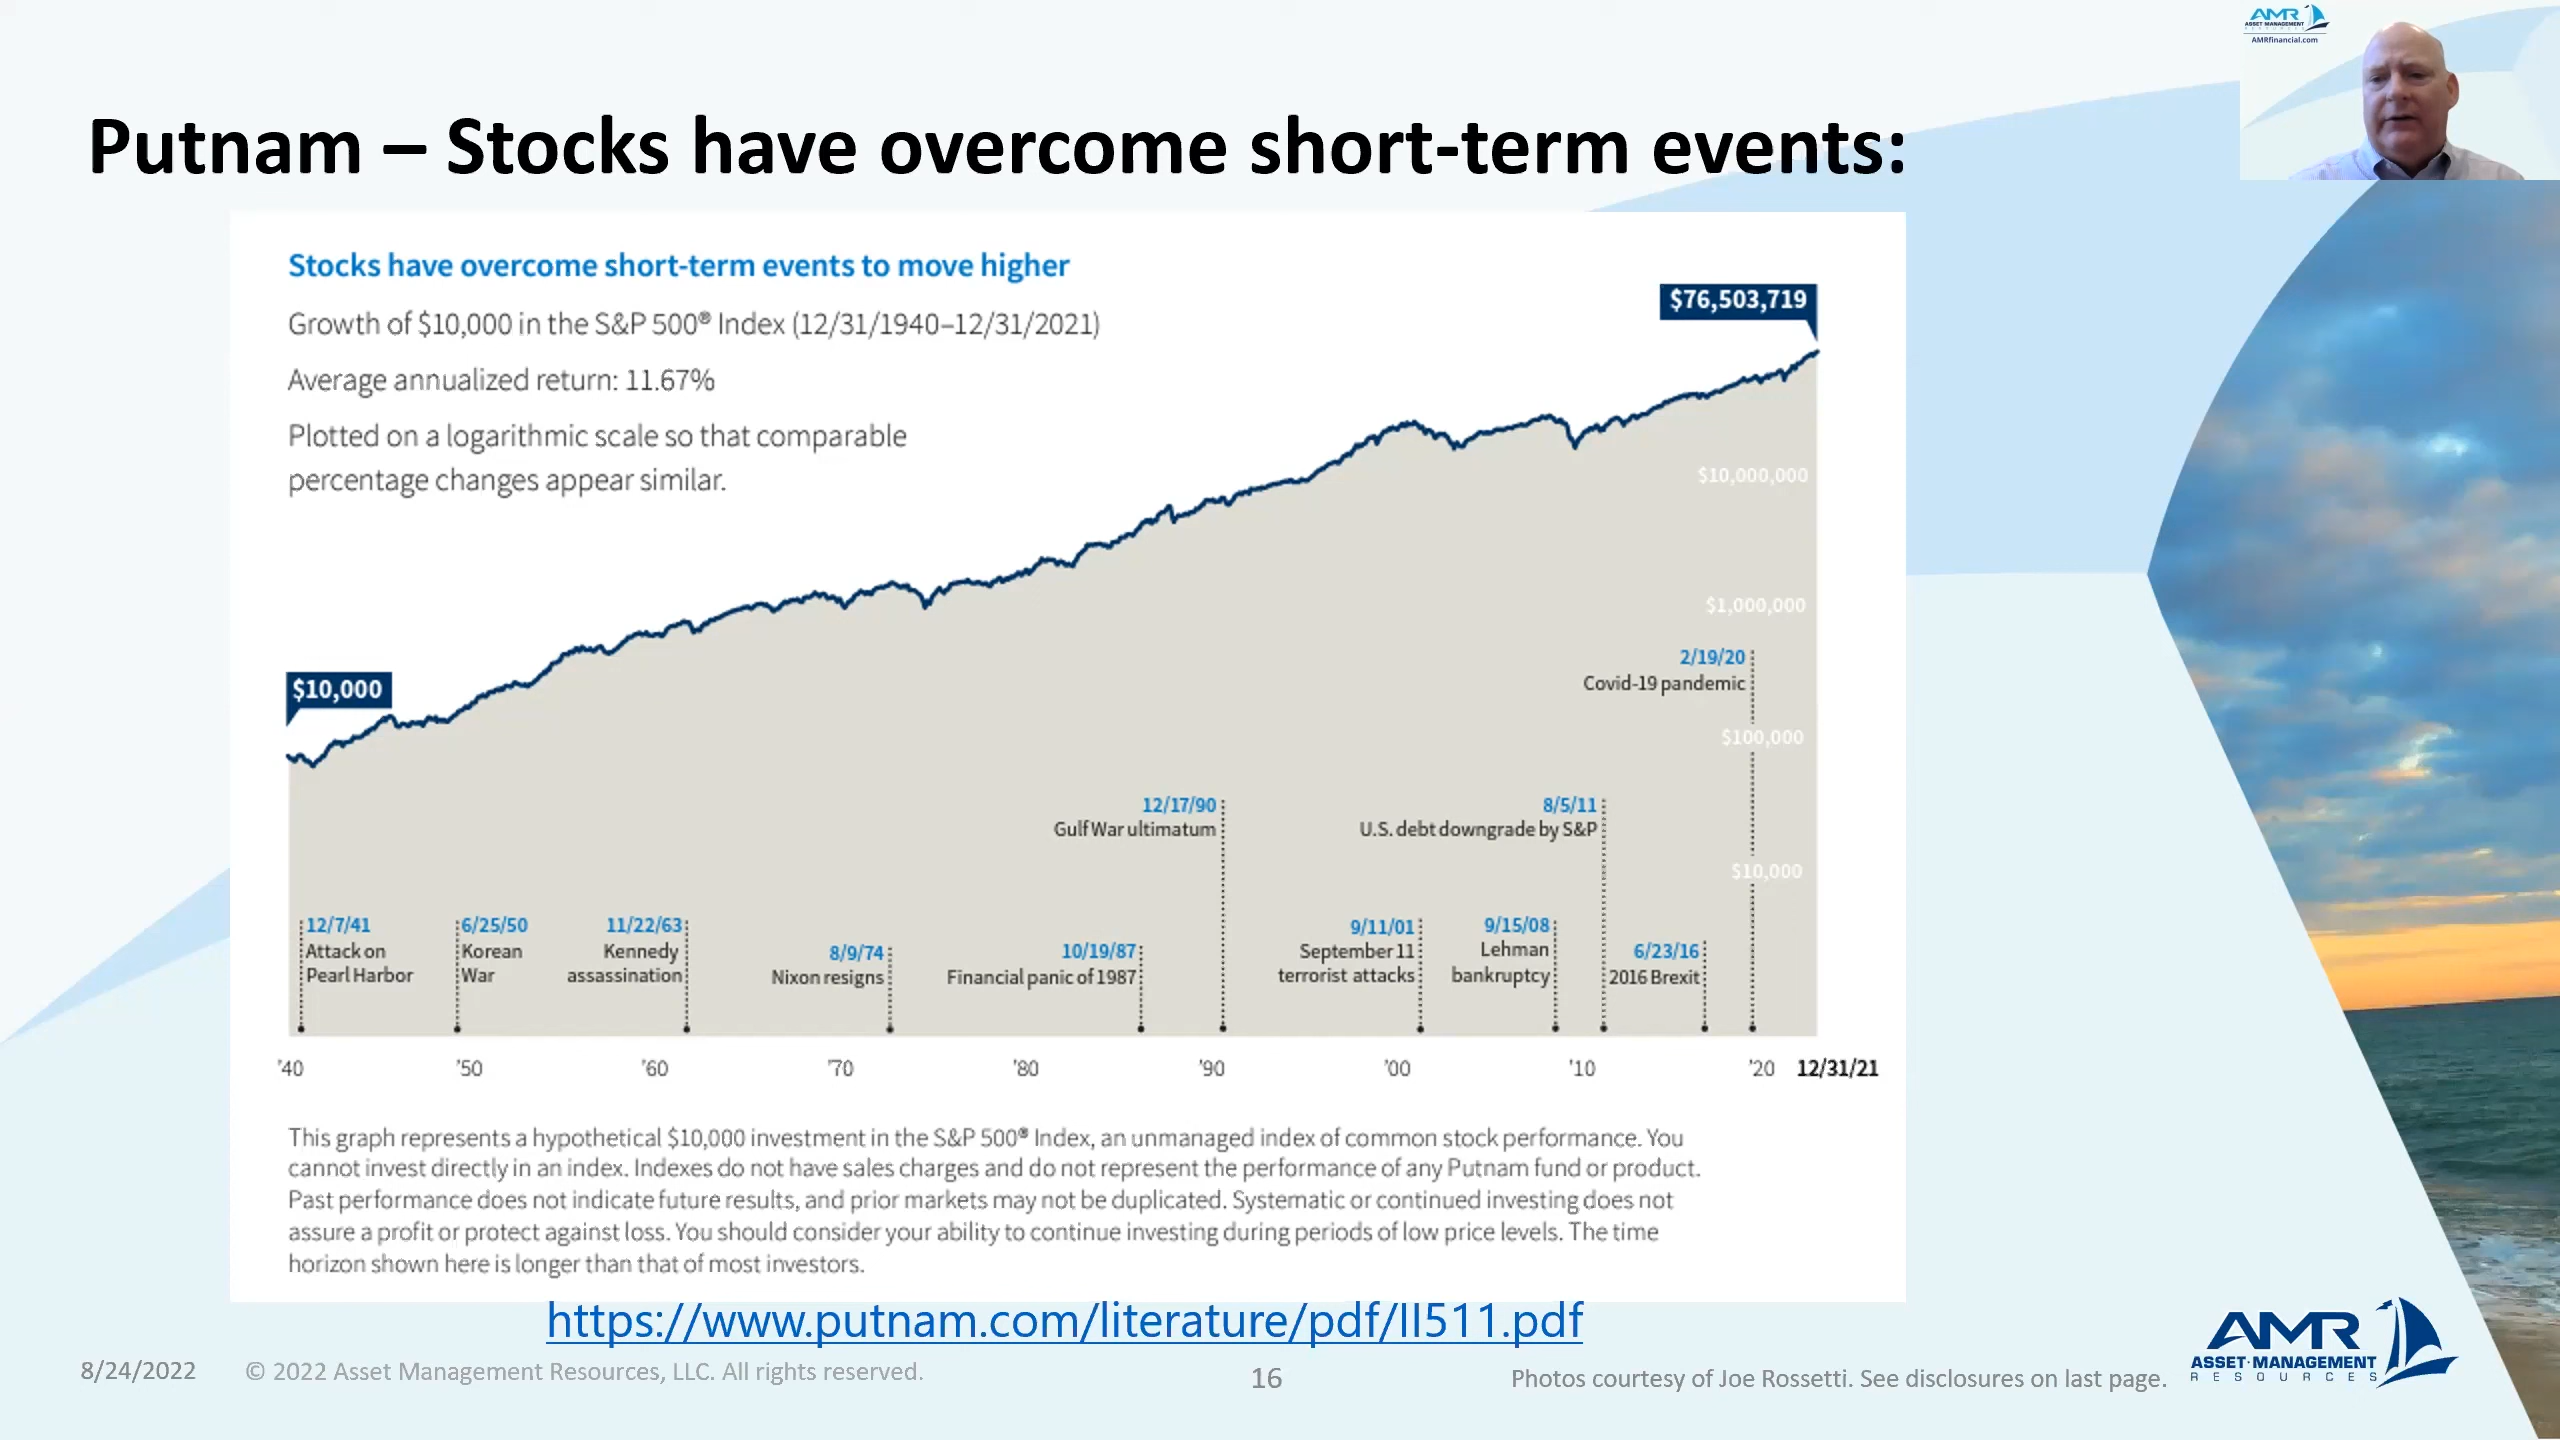 AMR
ASSET MANAGEMENT
RESOURCES
AMRfinancial.com
Putnam – Stocks have overcome short-term events:
Stocks have overcome short-term events to move higher
Growth of $10,000 in the S&P 500® Index (12/31/1940–12/31/2021)
Average annualized return: 11.67%
Plotted on a logarithmic scale so that comparable
percentage changes appear similar.
$76,503,719
$10,000,000
$1,000,000
$10,000
2/19/20
Covid-19 pandemic
$100,000
12/17/90
Gulf War ultimatum
8/5/11
U.S. debt downgrade by S&P
$10,000
12/7/41
Attack on
Pearl Harbor
6/25/50
Korean
War
11/22/63
Kennedy
assassination
8/9/74
Nixon resigns
10/19/87
Financial panic of 1987
9/11/01
September 11
terrorist attacks
9/15/08
Lehman
bankruptcy
6/23/16
2016 Brexit
'40 '50 '60 '70 '80 '90 '00 '10 '20 12/31/21
This graph represents a hypothetical $10,000 investment in the S&P 500® Index, an unmanaged index of common stock performance. You
cannot invest directly in an index. Indexes do not have sales charges and do not represent the performance of any Putnam fund or product.
Past performance does not indicate future results, and prior markets may not be duplicated. Systematic or continued investing does not
assure a profit or protect against loss. You should consider your ability to continue investing during periods of low price levels. The time
horizon shown here is longer than that of most investors.
https://www.putnam.com/literature/pdf/II511.pdf
8/24/2022 © 2022 Asset Management Resources, LLC. All rights reserved. 16 Photos courtesy of Joe Rossetti. See disclosures on last page.
AMR
ASSET·MANAGEMENT
RESOURCES